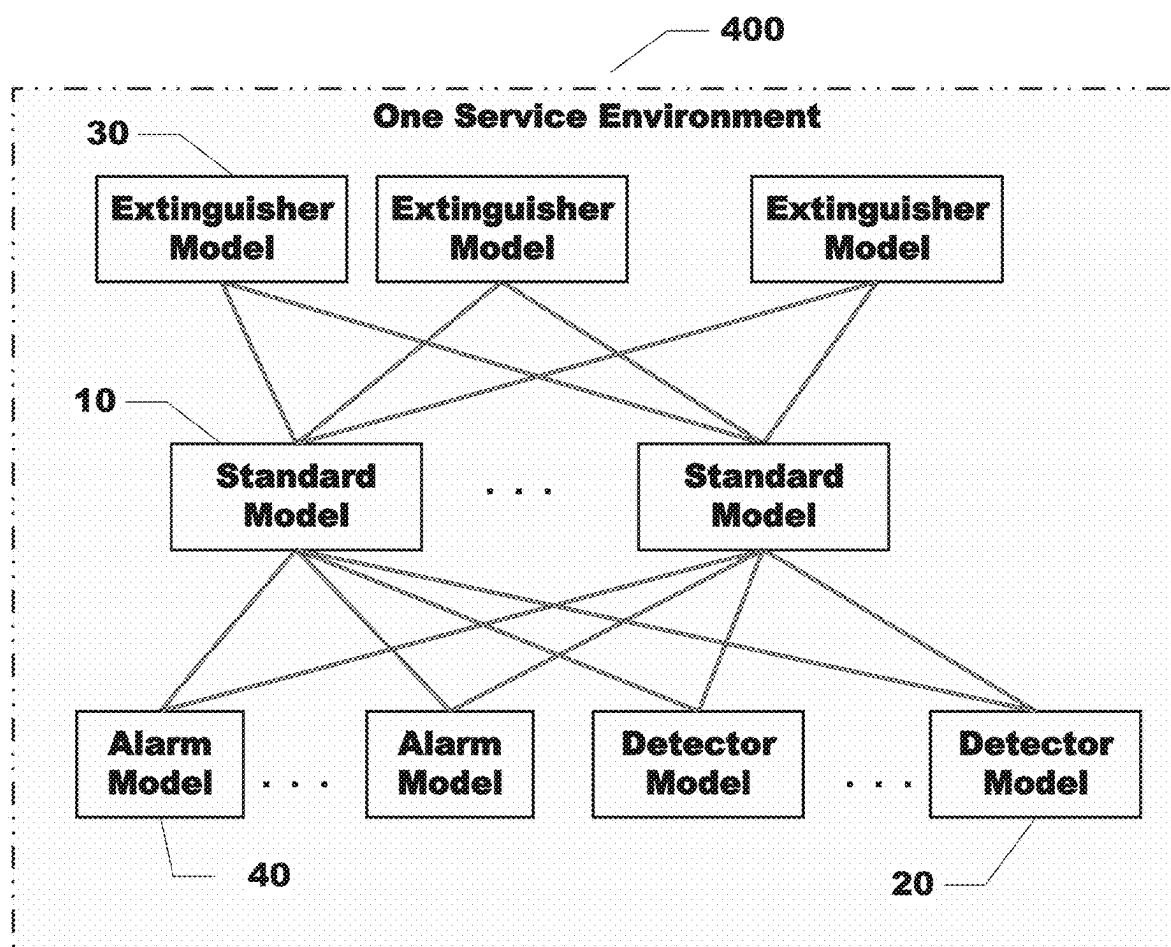 400
One Service Environment
30
Extinguisher
Model
Extinguisher
Model
Extinguisher
Model
10
Standard
Model
. . .
Standard
Model
Alarm
Model
. . .
Alarm
Model
Detector
Model
. . .
Detector
Model
40
20